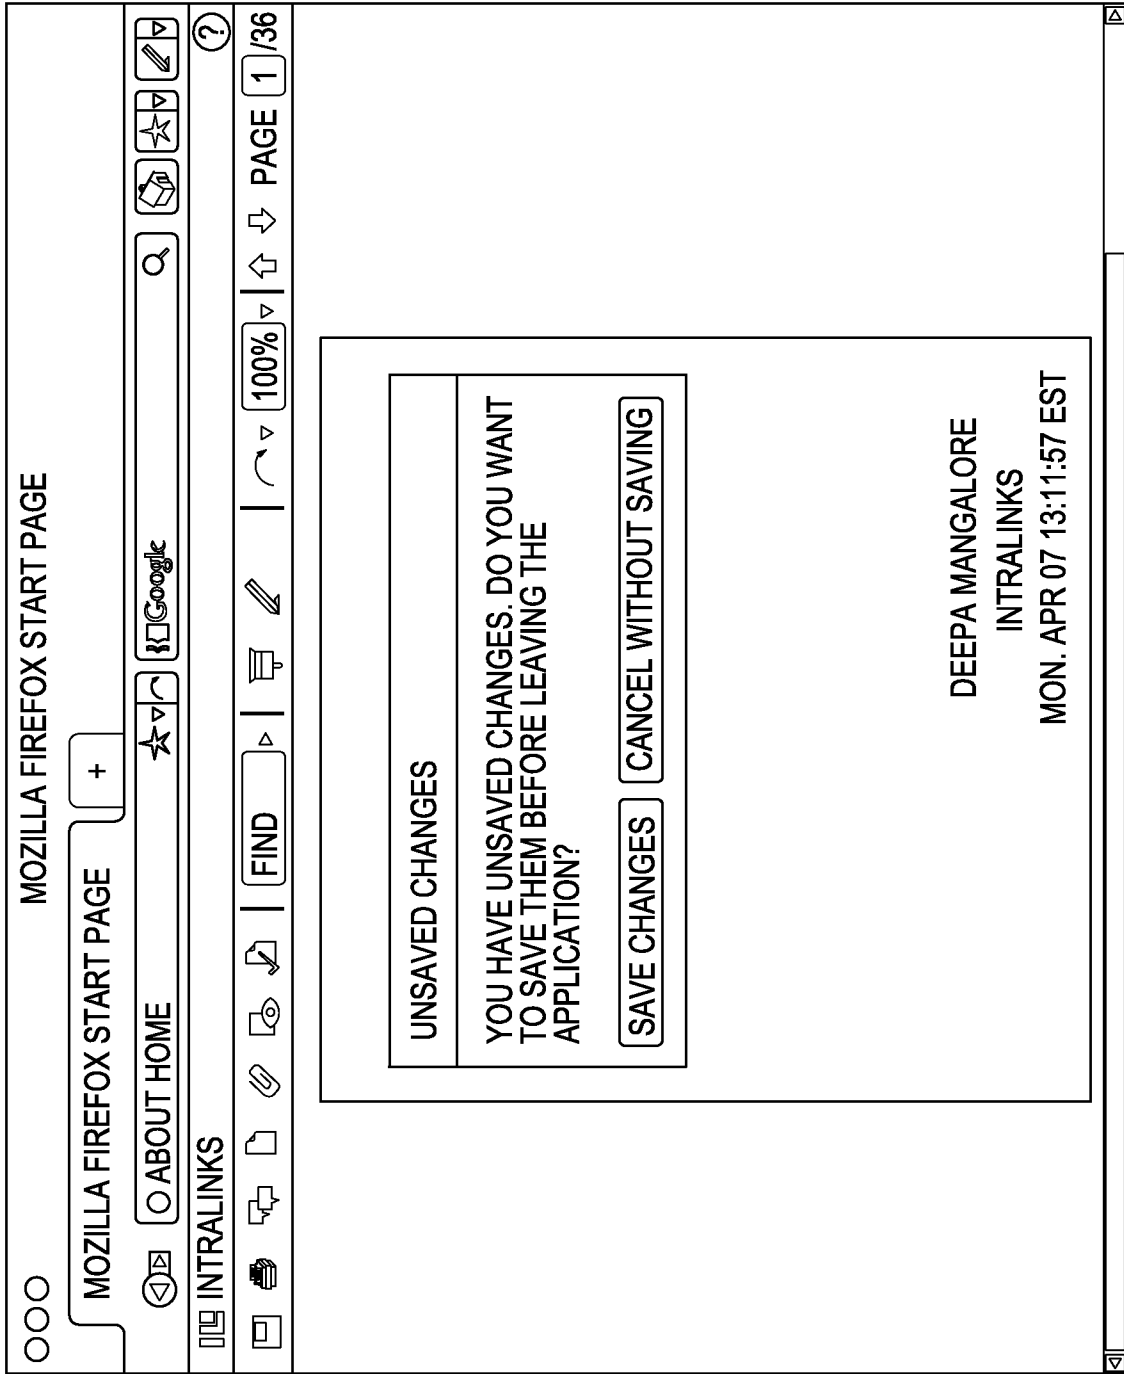 MOZILLA FIREFOX START PAGE
MOZILLA FIREFOX START PAGE +
ABOUT HOME Google
INTRALINKS ?
FIND 100% PAGE 1 /36
UNSAVED CHANGES
YOU HAVE UNSAVED CHANGES. DO YOU WANT
TO SAVE THEM BEFORE LEAVING THE
APPLICATION?
SAVE CHANGES CANCEL WITHOUT SAVING
DEEPA MANGALORE
INTRALINKS
MON. APR 07 13:11:57 EST